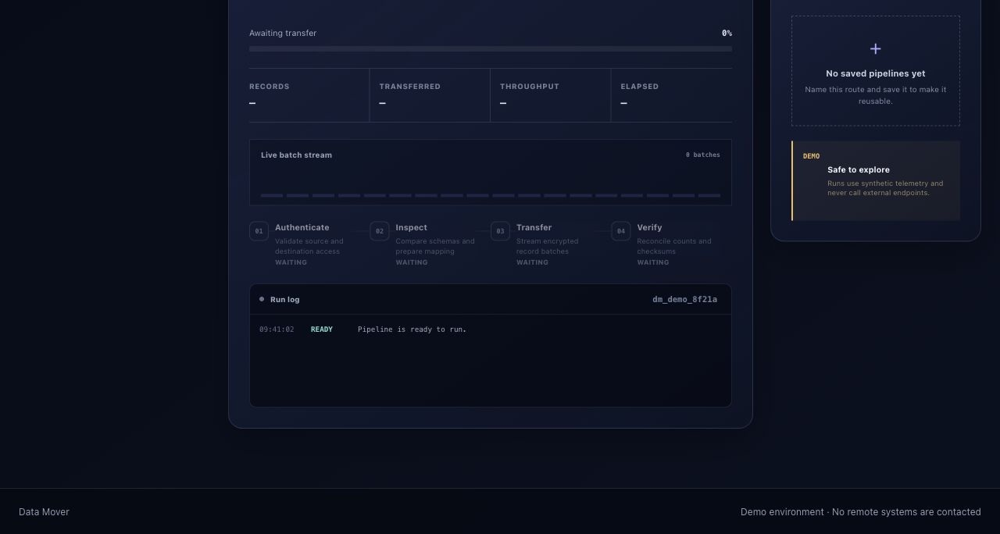 Awaiting transfer 0%
RECORDS TRANSFERRED THROUGHPUT ELAPSED
— — — —
Live batch stream 0 batches
01 Authenticate
Validate source and
destination access
WAITING
02 Inspect
Compare schemas and
prepare mapping
WAITING
03 Transfer
Stream encrypted
record batches
WAITING
04 Verify
Reconcile counts and
checksums
WAITING
Run log dm_demo_8f21a
09:41:02 READY Pipeline is ready to run.
+
No saved pipelines yet
Name this route and save it to make it
reusable.
DEMO
Safe to explore
Runs use synthetic telemetry and
never call external endpoints.
Data Mover
Demo environment · No remote systems are contacted